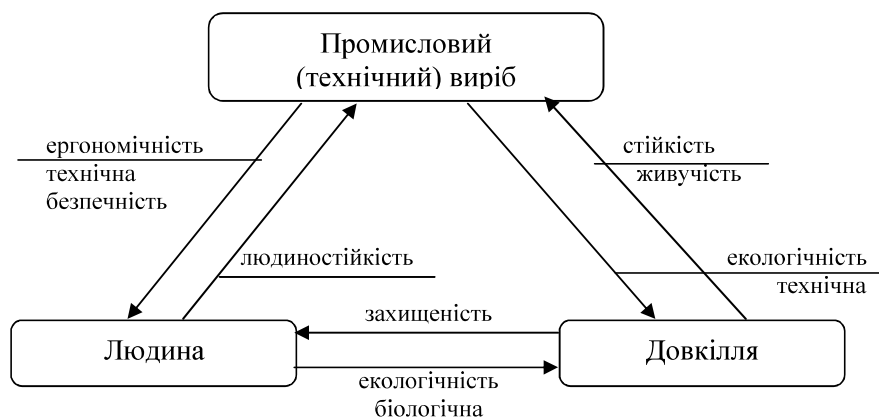 Промисловий
(технічний) виріб
ергономічність
технічна
безпечність
стійкість
живучість
людиностійкість
екологічність
технічна
захищеність
Людина
Довкілля
екологічність
біологічна